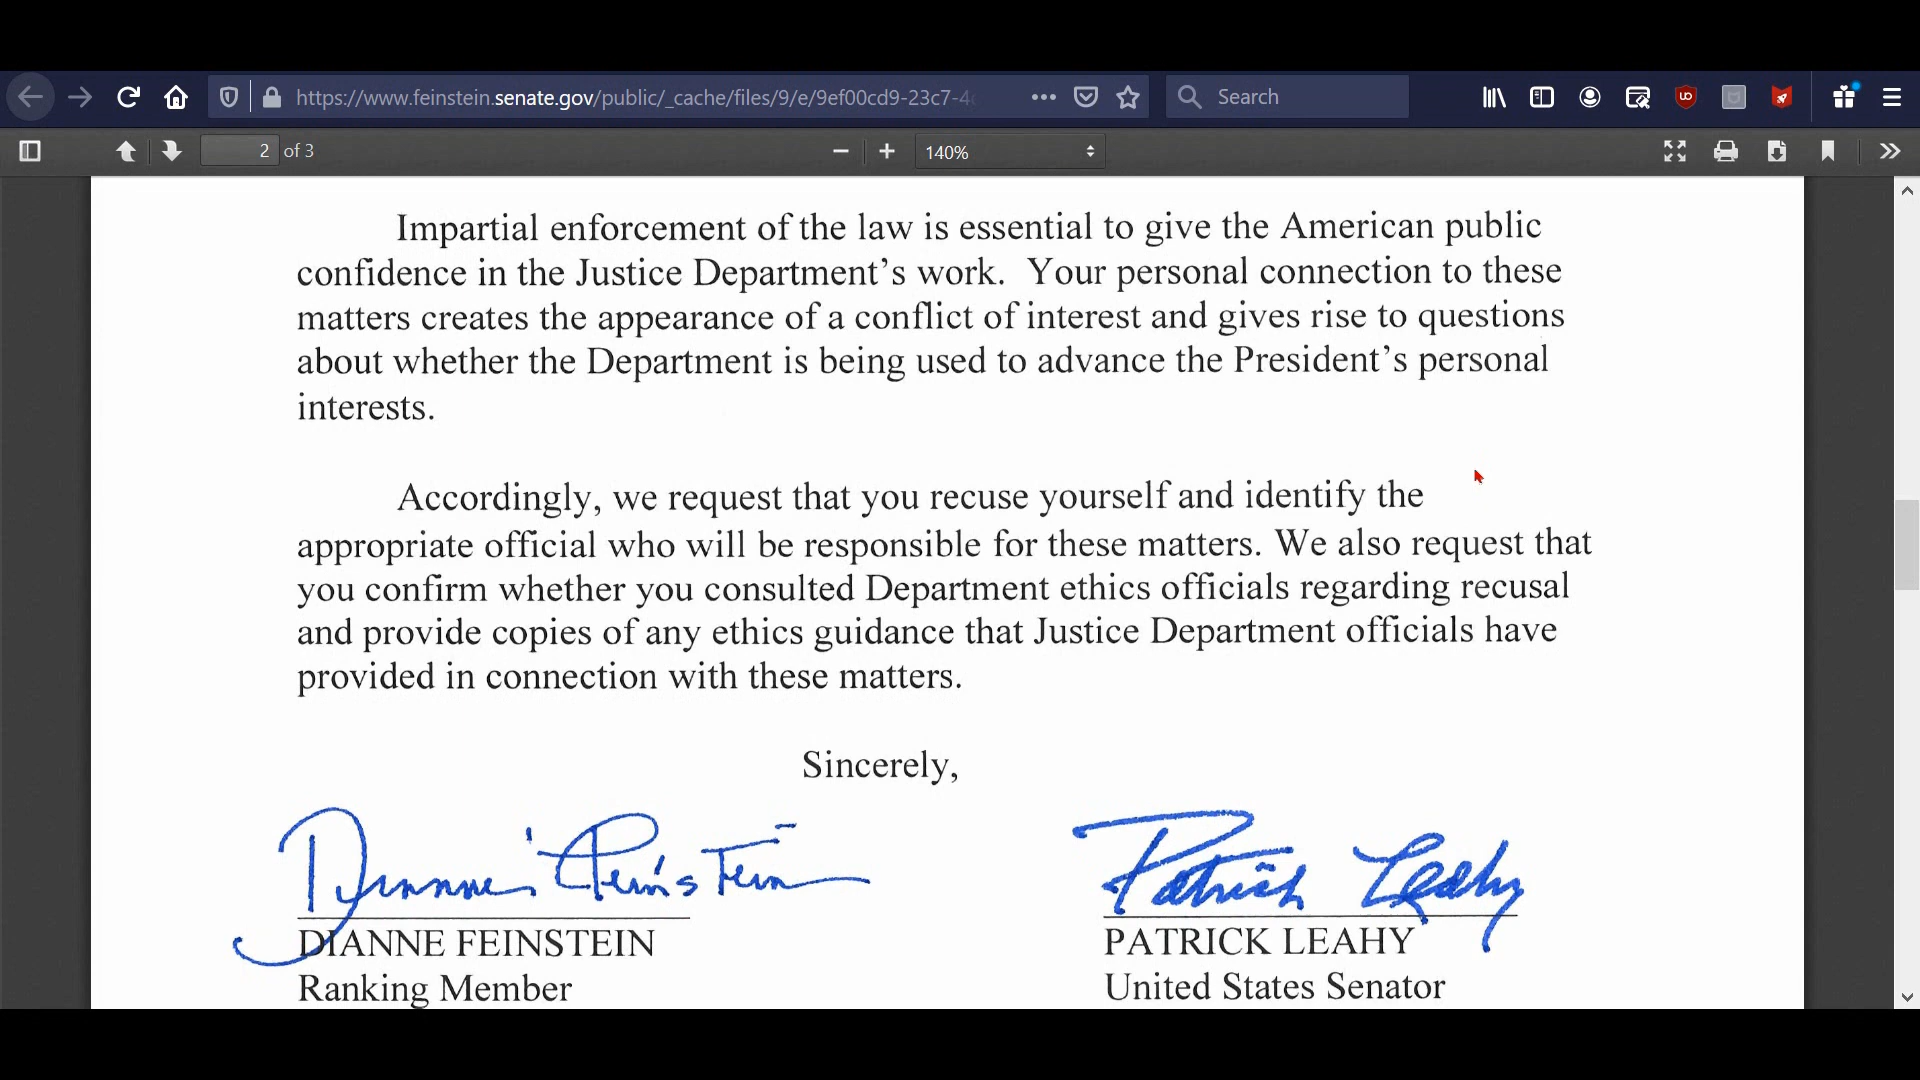 https://www.feinstein.senate.gov/public/_cache/files/9/e/9ef00cd9-23c7-4
Search
2 of 3
140%
Impartial enforcement of the law is essential to give the American public
confidence in the Justice Department's work.  Your personal connection to these
matters creates the appearance of a conflict of interest and gives rise to questions
about whether the Department is being used to advance the President's personal
interests.
Accordingly, we request that you recuse yourself and identify the
appropriate official who will be responsible for these matters. We also request that
you confirm whether you consulted Department ethics officials regarding recusal
and provide copies of any ethics guidance that Justice Department officials have
provided in connection with these matters.
Sincerely,
Dianne Feinstein
Patrick Leahy
DIANNE FEINSTEIN
PATRICK LEAHY
Ranking Member
United States Senator